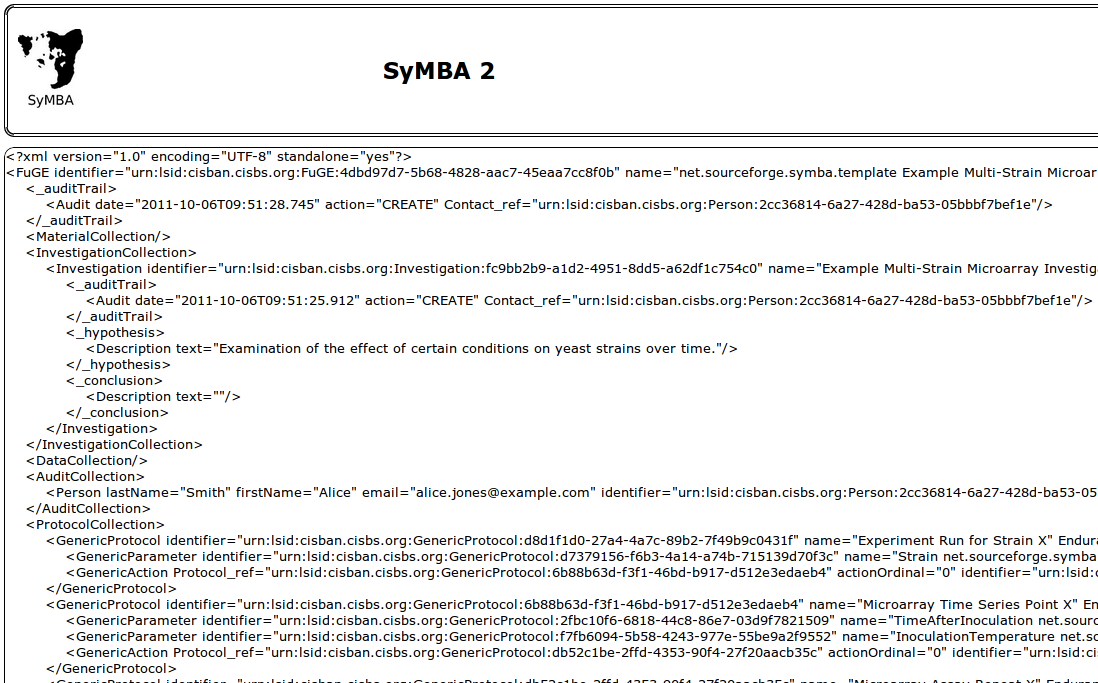 SyMBA 2
SyMBA
<?xml version="1.0" encoding="UTF-8" standalone="yes"?>
<FuGE identifier="urn:lsid:cisban.cisbs.org:FuGE:4dbd97d7-5b68-4828-aac7-45eaa7cc8f0b" name="net.sourceforge.symba.template Example Multi-Strain Microar
<_auditTrail>
<Audit date="2011-10-06T09:51:28.745" action="CREATE" Contact_ref="urn:lsid:cisban.cisbs.org:Person:2cc36814-6a27-428d-ba53-05bbbf7bef1e"/>
</_auditTrail>
<MaterialCollection/>
<InvestigationCollection>
<Investigation identifier="urn:lsid:cisban.cisbs.org:Investigation:fc9bb2b9-a1d2-4951-8dd5-a62df1c754c0" name="Example Multi-Strain Microarray Investig
<_auditTrail>
<Audit date="2011-10-06T09:51:25.912" action="CREATE" Contact_ref="urn:lsid:cisban.cisbs.org:Person:2cc36814-6a27-428d-ba53-05bbbf7bef1e"/>
</_auditTrail>
<_hypothesis>
<Description text="Examination of the effect of certain conditions on yeast strains over time."/>
</_hypothesis>
<_conclusion>
<Description text=""/>
</_conclusion>
</Investigation>
</InvestigationCollection>
<DataCollection/>
<AuditCollection>
<Person lastName="Smith" firstName="Alice" email="alice.jones@example.com" identifier="urn:lsid:cisban.cisbs.org:Person:2cc36814-6a27-428d-ba53-05
</AuditCollection>
<ProtocolCollection>
<GenericProtocol identifier="urn:lsid:cisban.cisbs.org:GenericProtocol:d8d1f1d0-27a4-4a7c-89b2-7f49b9c0431f" name="Experiment Run for Strain X" Endura
<GenericParameter identifier="urn:lsid:cisban.cisbs.org:GenericProtocol:d7379156-f6b3-4a14-a74b-715139d70f3c" name="Strain net.sourceforge.symba
<GenericAction Protocol_ref="urn:lsid:cisban.cisbs.org:GenericProtocol:6b88b63d-f3f1-46bd-b917-d512e3edaeb4" actionOrdinal="0" identifier="urn:lsid:c
</GenericProtocol>
<GenericProtocol identifier="urn:lsid:cisban.cisbs.org:GenericProtocol:6b88b63d-f3f1-46bd-b917-d512e3edaeb4" name="Microarray Time Series Point X" En
<GenericParameter identifier="urn:lsid:cisban.cisbs.org:GenericProtocol:2fbc10f6-6818-44c8-86e7-03d9f7821509" name="TimeAfterInoculation net.sourc
<GenericParameter identifier="urn:lsid:cisban.cisbs.org:GenericProtocol:f7fb6094-5b58-4243-977e-55be9a2f9552" name="InoculationTemperature net.so
<GenericAction Protocol_ref="urn:lsid:cisban.cisbs.org:GenericProtocol:db52c1be-2ffd-4353-90f4-27f20aacb35c" actionOrdinal="0" identifier="urn:lsid:ci
</GenericProtocol>